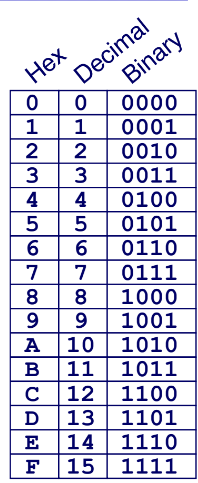 Hex Decimal Binary
0 0 0000
1 1 0001
2 2 0010
3 3 0011
4 4 0100
5 5 0101
6 6 0110
7 7 0111
8 8 1000
9 9 1001
A 10 1010
B 11 1011
C 12 1100
D 13 1101
E 14 1110
F 15 1111